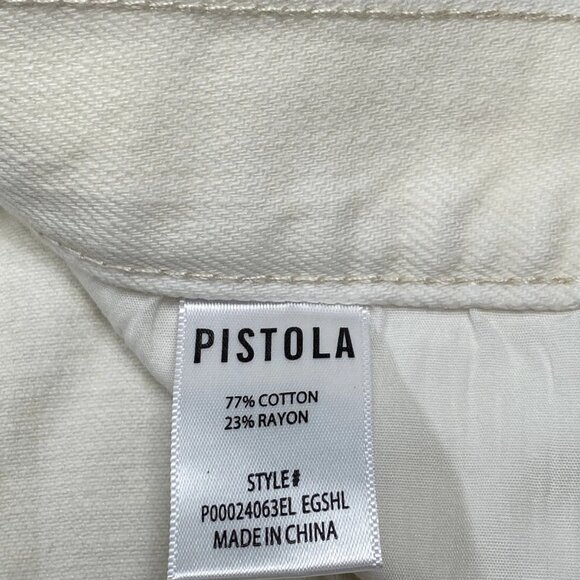 PISTOLA
77% COTTON
23% RAYON
STYLE#
P00024063EL EGSHL
MADE IN CHINA